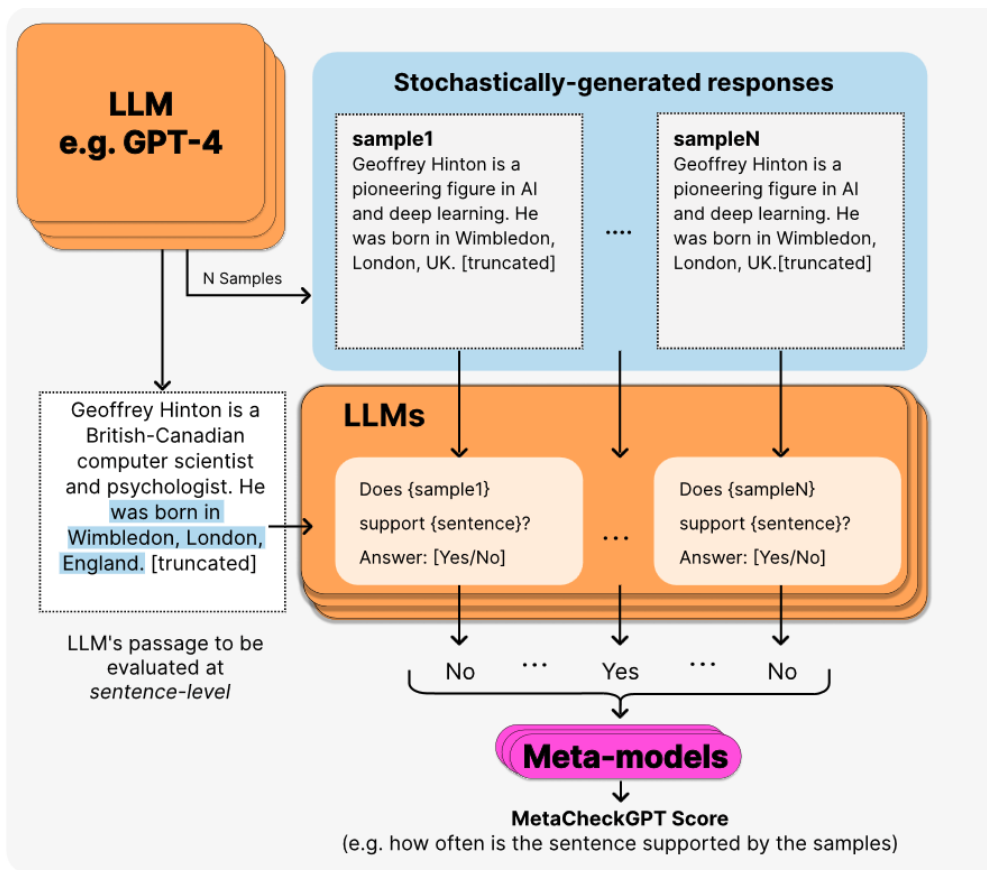 LLM
e.g. GPT-4
Stochastically-generated responses
sample1
Geoffrey Hinton is a
pioneering figure in AI
and deep learning. He
was born in Wimbledon,
London, UK. [truncated]
....
sampleN
Geoffrey Hinton is a
pioneering figure in AI
and deep learning. He
was born in Wimbledon,
London, UK.[truncated]
N Samples
Geoffrey Hinton is a
British-Canadian
computer scientist
and psychologist. He
was born in
Wimbledon, London,
England. [truncated]
LLM's passage to be
evaluated at
sentence-level
LLMs
Does {sample1}
support {sentence}?
Answer: [Yes/No]
...
Does {sampleN}
support {sentence}?
Answer: [Yes/No]
No ... Yes ... No
Meta-models
MetaCheckGPT Score
(e.g. how often is the sentence supported by the samples)